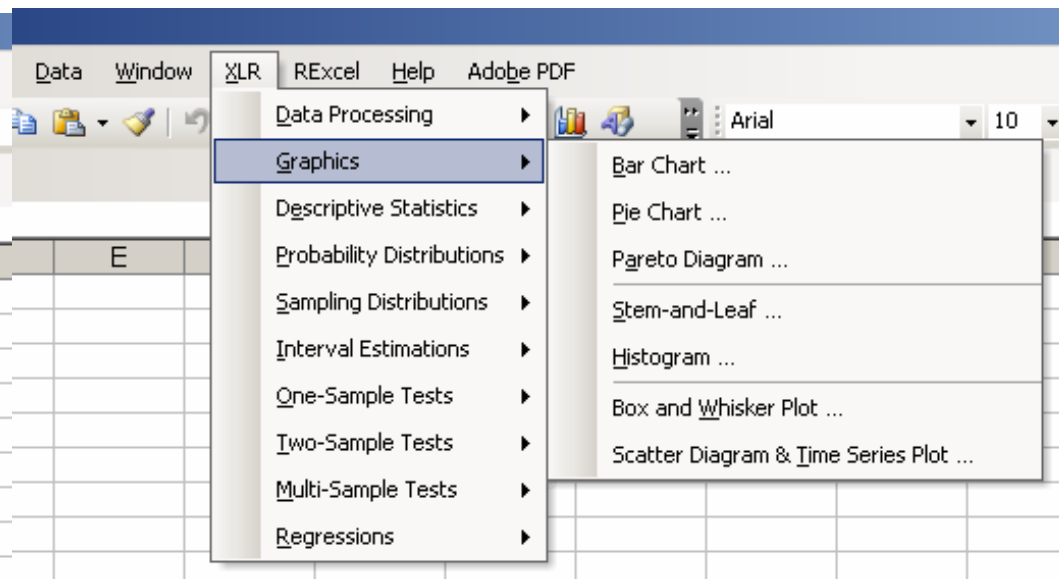 Data Window XLR RExcel Help Adobe PDF
Arial 10
E
Data Processing
Graphics
Descriptive Statistics
Probability Distributions
Sampling Distributions
Interval Estimations
One-Sample Tests
Two-Sample Tests
Multi-Sample Tests
Regressions
Bar Chart ...
Pie Chart ...
Pareto Diagram ...
Stem-and-Leaf ...
Histogram ...
Box and Whisker Plot ...
Scatter Diagram & Time Series Plot ...